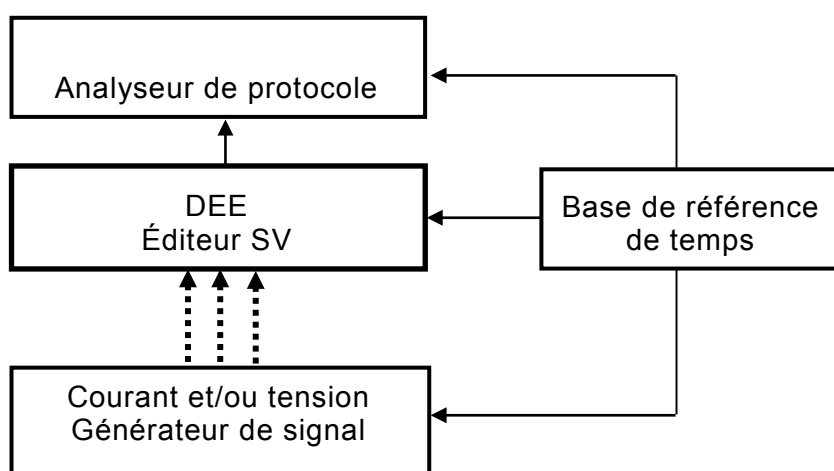 Analyseur de protocole
DEE
Éditeur SV
Base de référence
de temps
Courant et/ou tension
Générateur de signal